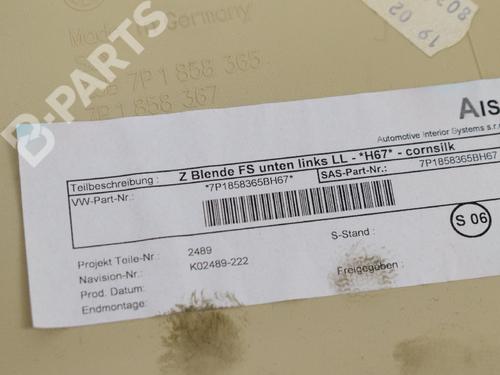 Made in Germany
7P1 858 365
7P1 858 367
19 02
B-PARTS
AIS
Automotive Interior Systems s.r.
Teilbeschreibung : Z Blende FS unten links LL - *H67* - cornsilk
VW-Part-Nr.: *7P1858365BH67* SAS-Part-Nr.: 7P1858365BH67
Projekt Teile-Nr.: 2489 S-Stand : S 06
Navision-Nr.: K02489-222
Prod. Datum: Freigegeben :
Endmontage: